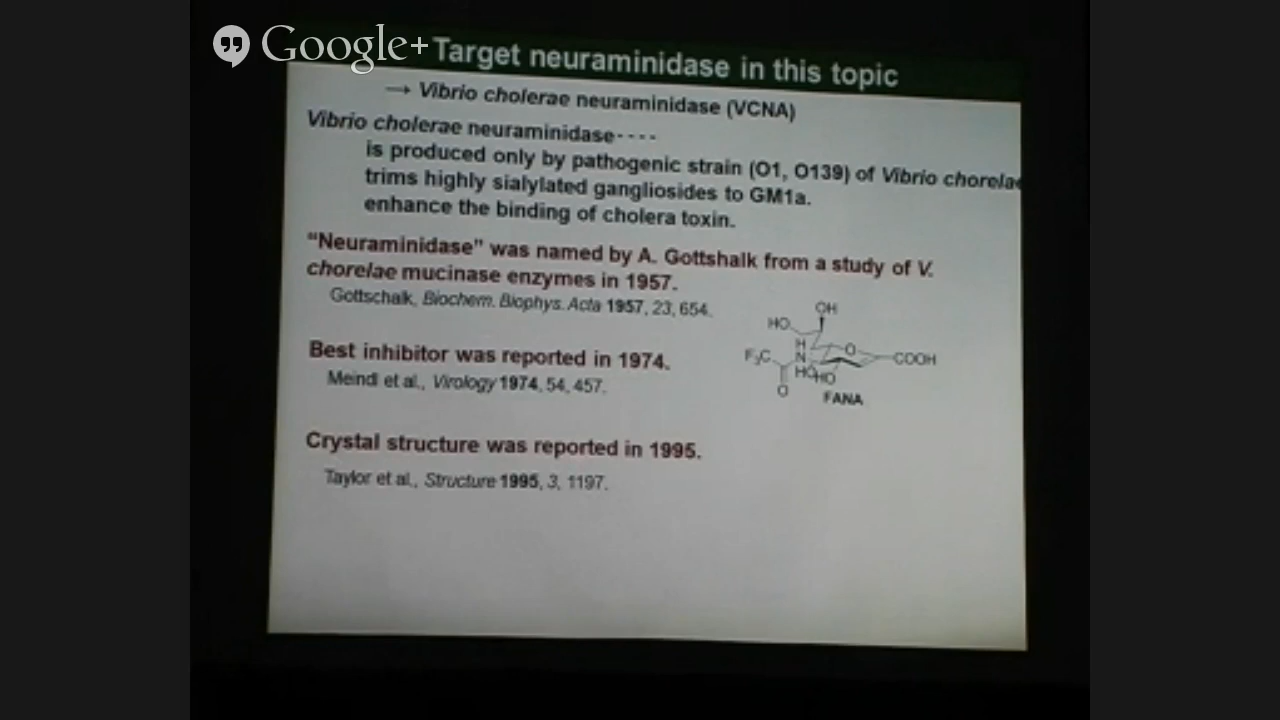 Google+
Target neuraminidase in this topic
→ Vibrio cholerae neuraminidase (VCNA)
Vibrio cholerae neuraminidase----
is produced only by pathogenic strain (O1, O139) of Vibrio chorelae
trims highly sialylated gangliosides to GM1a.
enhance the binding of cholera toxin.
“Neuraminidase” was named by A. Gottshalk from a study of V.
chorelae mucinase enzymes in 1957.
Gottschalk, Biochem. Biophys. Acta 1957, 23, 654.
OH
HO
H
O
F3C
N
COOH
HO
HO
O
FANA
Best inhibitor was reported in 1974.
Meindl et al., Virology 1974, 54, 457.
Crystal structure was reported in 1995.
Taylor et al., Structure 1995, 3, 1197.